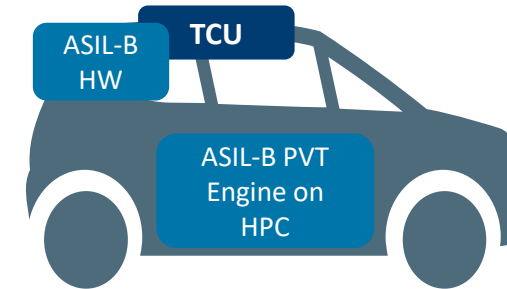 ASIL-B
HW
TCU
ASIL-B PVT
Engine on
HPC